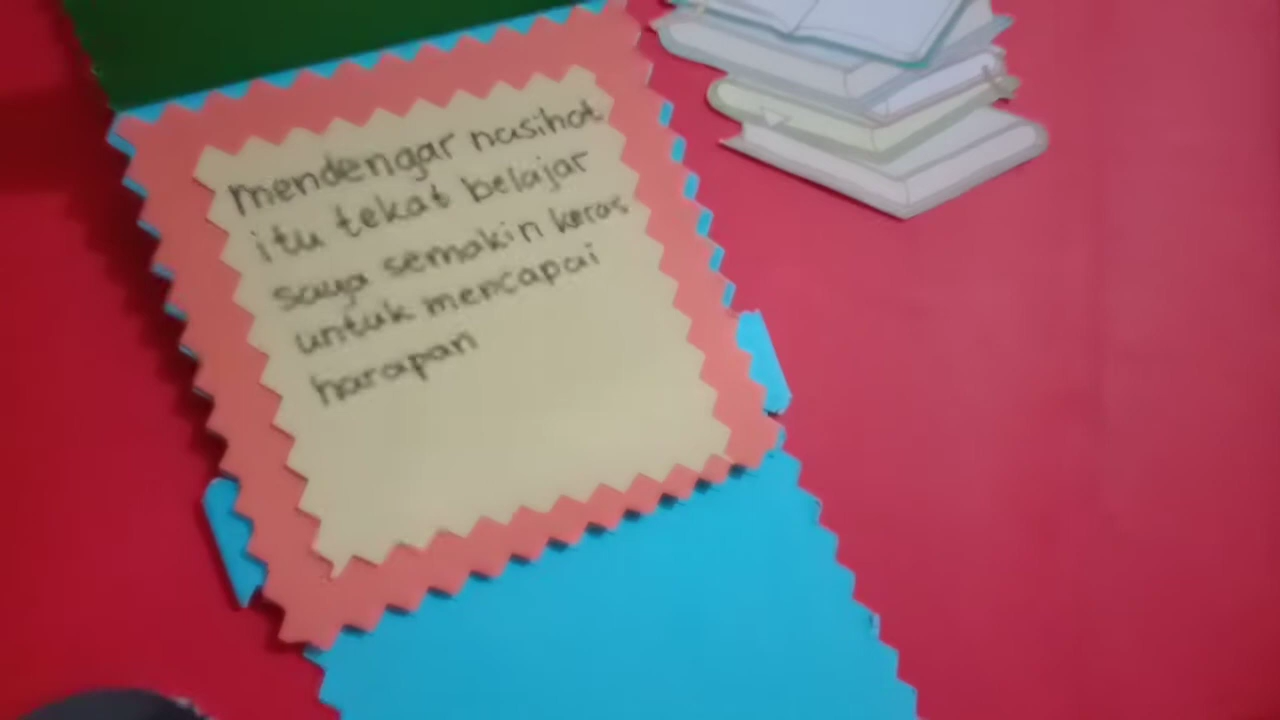 mendengar nasihat
itu tekat belajar
saya semakin keras
untuk mencapai
harapan